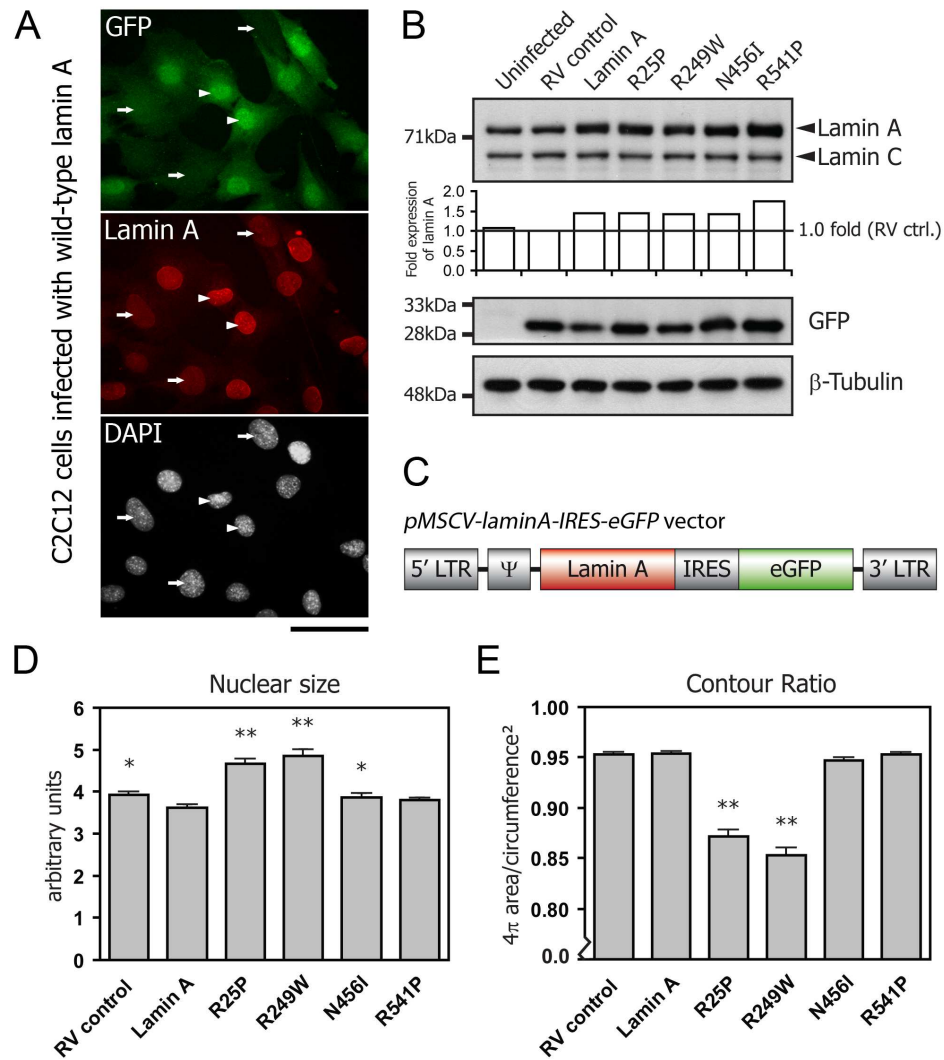 A
C2C12 cells infected with wild-type lamin A
GFP
Lamin A
DAPI
B
Uninfected
RV control
Lamin A
R25P
R249W
N456I
R541P
71kDa
Lamin A
Lamin C
Fold expression
of lamin A
2.0
1.5
1.0
0.5
0.0
1.0 fold (RV ctrl.)
33kDa
28kDa
GFP
48kDa
β-Tubulin
C
pMSCV-laminA-IRES-eGFP vector
5′ LTR Ψ Lamin A IRES eGFP 3′ LTR
D
Nuclear size
arbitrary units
6
5
4
3
2
1
0
*
**
**
*
RV control
Lamin A
R25P
R249W
N456I
R541P
E
Contour Ratio
4π area/circumference²
1.00
0.95
0.90
0.85
0.80
0.0
**
**
RV control
Lamin A
R25P
R249W
N456I
R541P